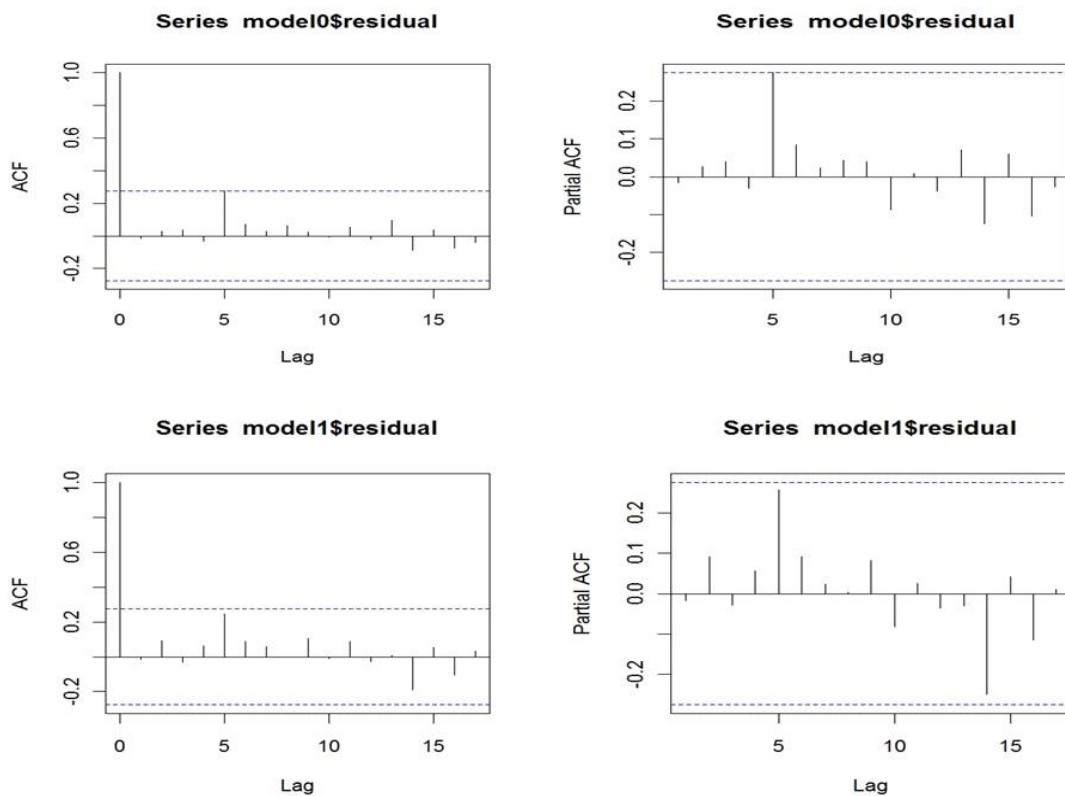 Series model0$residual
ACF
1.0
0.6
0.2
-0.2
0 5 10 15
Lag
Series model0$residual
Partial ACF
0.2
0.1
0.0
-0.2
5 10 15
Lag
Series model1$residual
ACF
1.0
0.6
0.2
-0.2
0 5 10 15
Lag
Series model1$residual
Partial ACF
0.2
0.1
0.0
-0.2
5 10 15
Lag